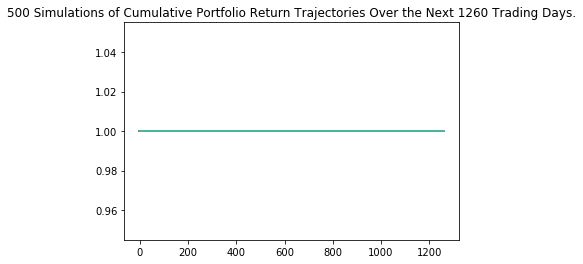 500 Simulations of Cumulative Portfolio Return Trajectories Over the Next 1260 Trading Days.
1.04
1.02
1.00
0.98
0.96
0 200 400 600 800 1000 1200